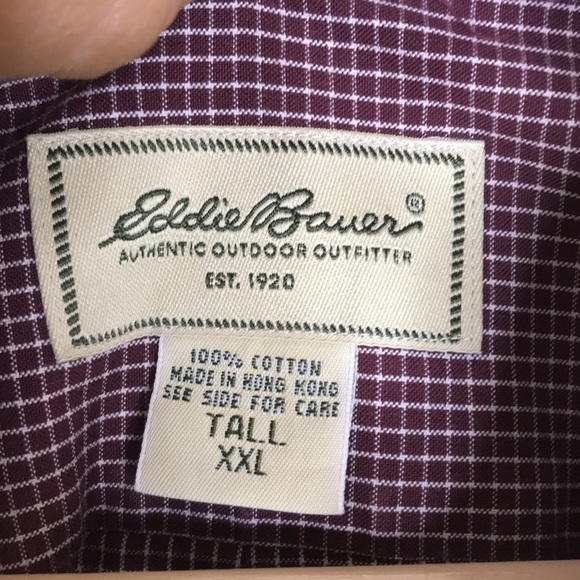 Eddie Bauer®
AUTHENTIC OUTDOOR OUTFITTER
EST. 1920
100% COTTON
MADE IN HONG KONG
SEE SIDE FOR CARE
TALL
XXL